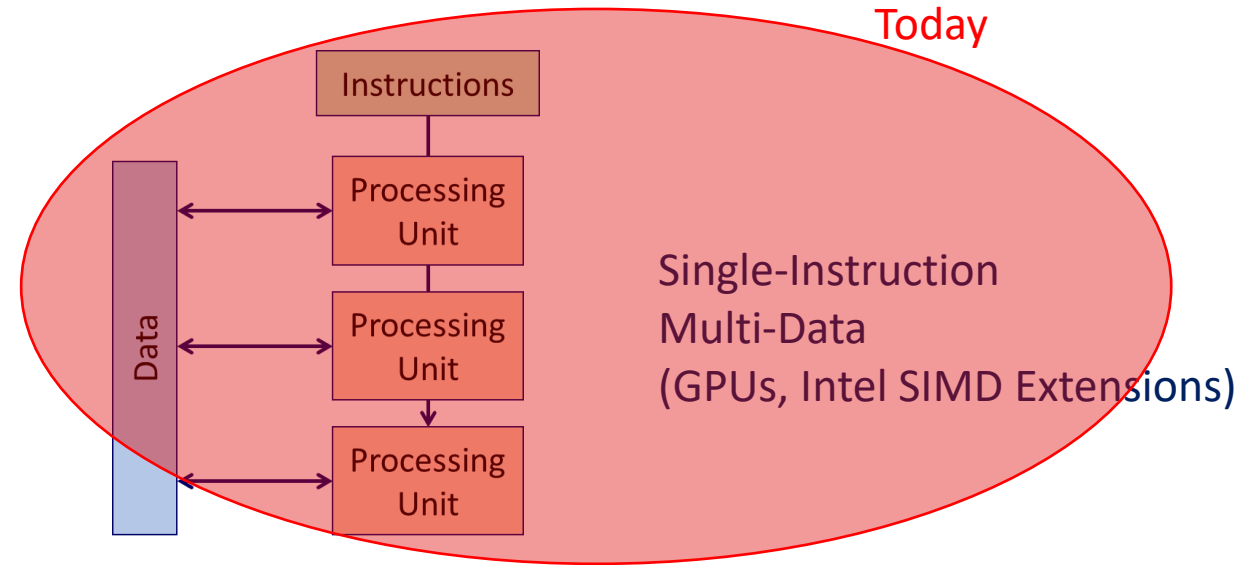 Today
Instructions
Processing
Unit
Single-Instruction
Multi-Data
(GPUs, Intel SIMD Extensions)
Data
Processing
Unit
Processing
Unit